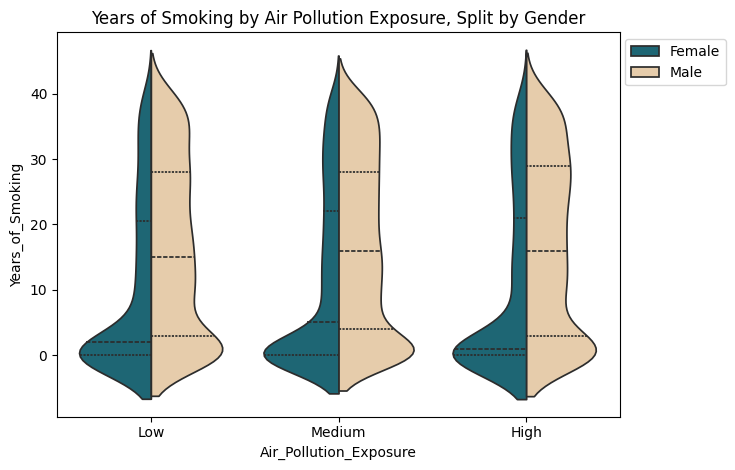 Years of Smoking by Air Pollution Exposure, Split by Gender
Female
Male
40
30
20
10
0
Years_of_Smoking
Low
Medium
High
Air_Pollution_Exposure